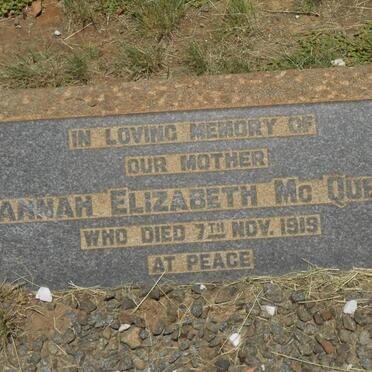 IN LOVING MEMORY OF
OUR MOTHER
ANNAH ELIZABETH MC QUE
WHO DIED 7TH NOV. 1919
AT PEACE